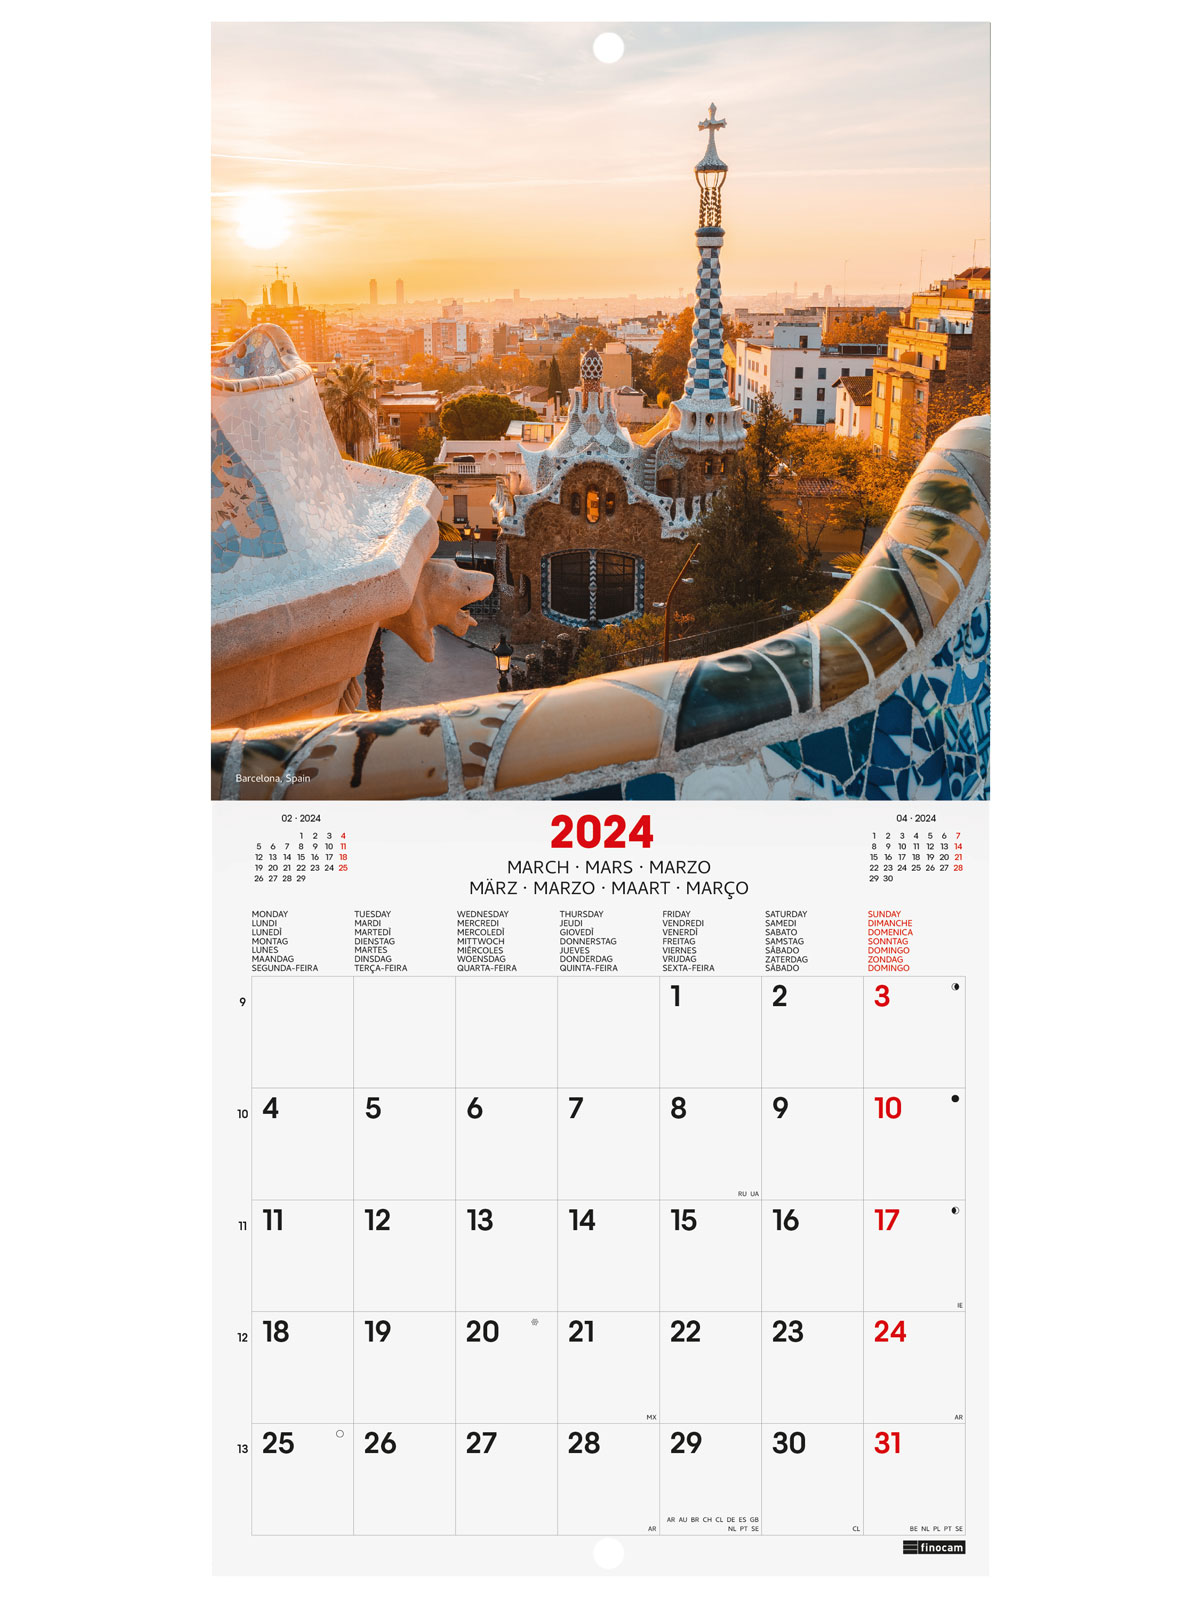 Barcelona, Spain
02 · 2024
1 2 3 4
5 6 7 8 9 10 11
12 13 14 15 16 17 18
19 20 21 22 23 24 25
26 27 28 29
2024
MARCH · MARS · MARZO
MÄRZ · MARZO · MAART · MARÇO
04 · 2024
1 2 3 4 5 6 7
8 9 10 11 12 13 14
15 16 17 18 19 20 21
22 23 24 25 26 27 28
29 30
MONDAY TUESDAY WEDNESDAY THURSDAY FRIDAY SATURDAY SUNDAY
LUNDI MARDI MERCREDI JEUDI VENDREDI SAMEDI DIMANCHE
LUNEDÌ MARTEDÌ MERCOLEDÌ GIOVEDÌ VENERDÌ SABATO DOMENICA
MONTAG DIENSTAG MITTWOCH DONNERSTAG FREITAG SAMSTAG SONNTAG
LUNES MARTES MIÉRCOLES JUEVES VIERNES SÁBADO DOMINGO
MAANDAG DINSDAG WOENSDAG DONDERDAG VRIJDAG ZATERDAG ZONDAG
SEGUNDA-FEIRA TERÇA-FEIRA QUARTA-FEIRA QUINTA-FEIRA SEXTA-FEIRA SÁBADO DOMINGO
9 1 2 3
10 4 5 6 7 8 9 10
RU UA
11 11 12 13 14 15 16 17
IE
12 18 19 20 21 22 23 24
MX AR
13 25 26 27 28 29 30 31
AR AU BR CH CL DE ES GB
AR NL PT SE CL BE NL PL PT SE
finocam